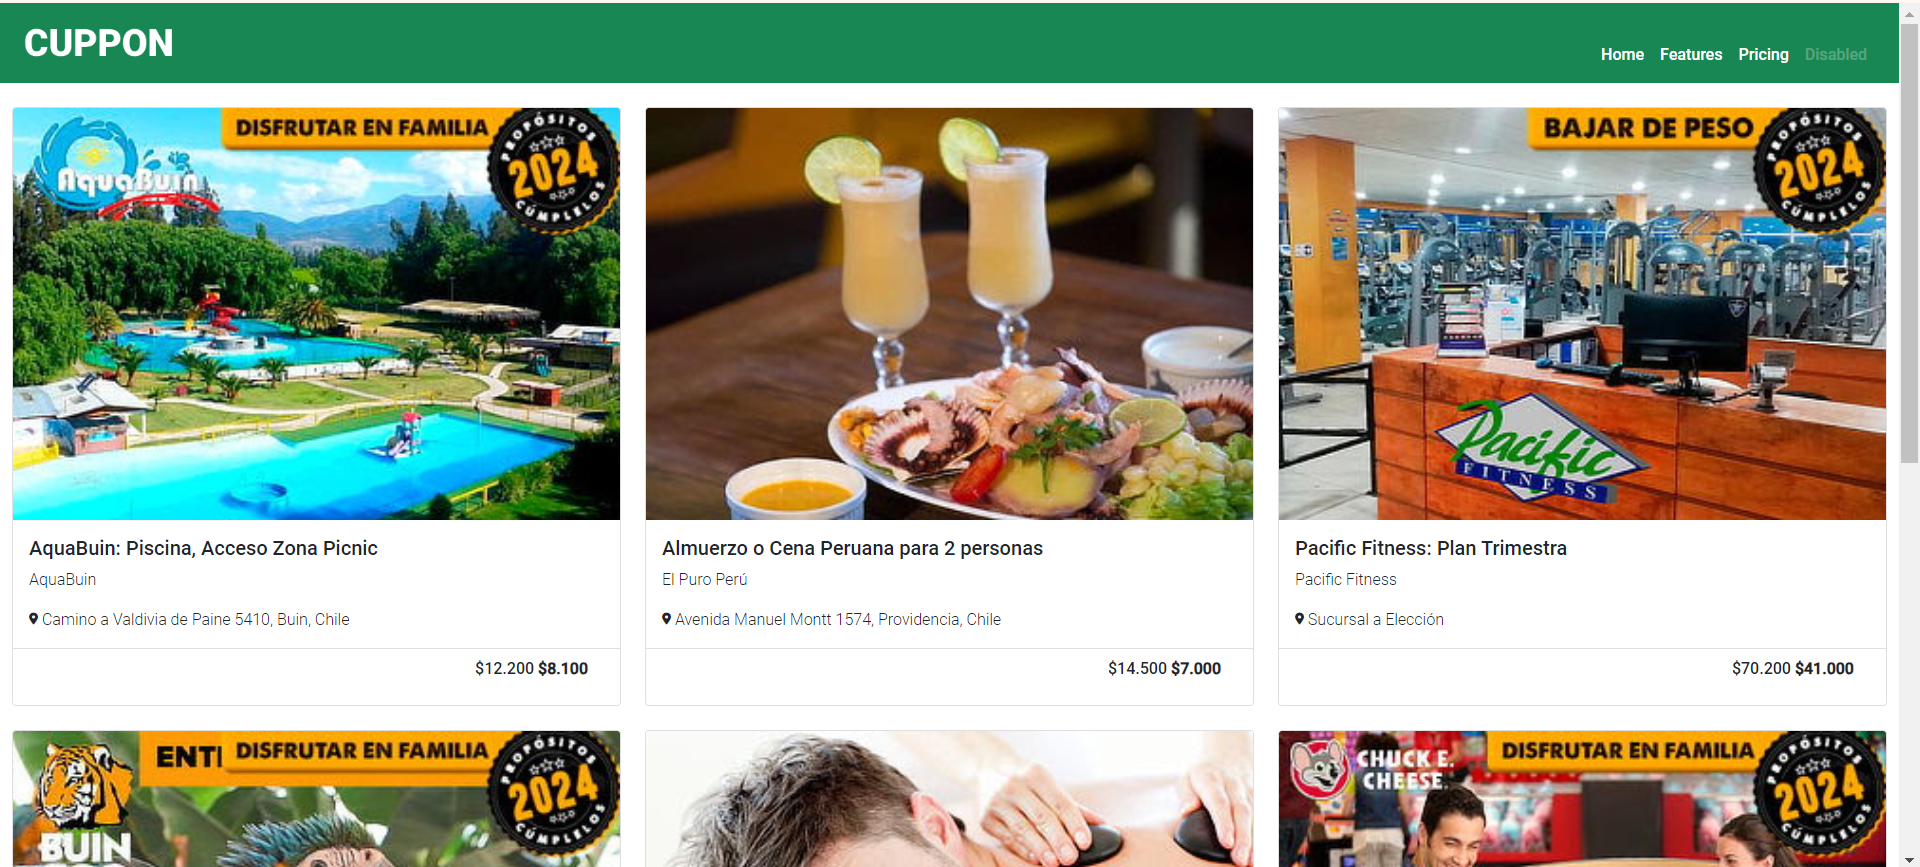 CUPPON
Home Features Pricing Disabled
DISFRUTAR EN FAMILIA
PROPÓSITOS
2024
CÚMPLELOS
AquaBuin
BAJAR DE PESO
PROPÓSITOS
2024
CÚMPLELOS
Pacific
FITNESS
AquaBuin: Piscina, Acceso Zona Picnic
AquaBuin
Camino a Valdivia de Paine 5410, Buin, Chile
$12.200 $8.100
Almuerzo o Cena Peruana para 2 personas
El Puro Perú
Avenida Manuel Montt 1574, Providencia, Chile
$14.500 $7.000
Pacific Fitness: Plan Trimestra
Pacific Fitness
Sucursal a Elección
$70.200 $41.000
ENT
DISFRUTAR EN FAMILIA
PROPÓSITOS
2024
CÚMPLELOS
BUIN
CHUCK E.
CHEESE
DISFRUTAR EN FAMILIA
PROPÓSITOS
2024
CÚMPLELOS